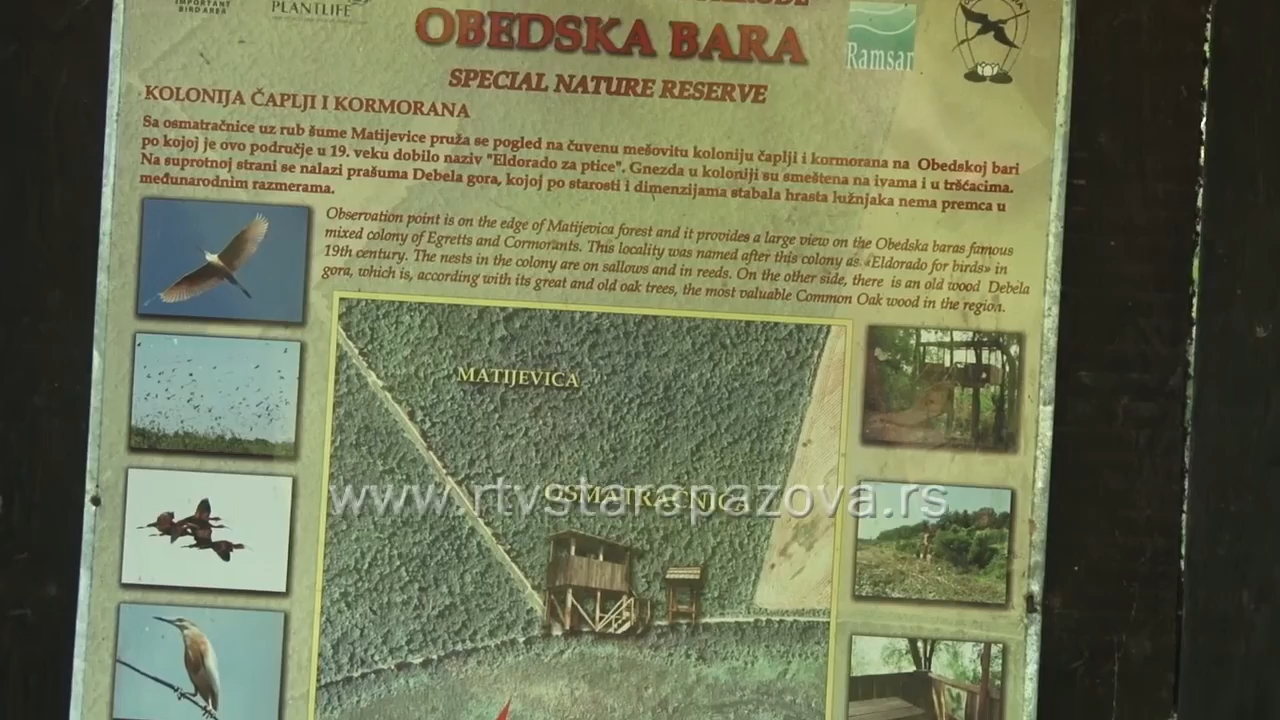 IMPORTANT
BIRD AREA
PLANTLIFE
OBEDSKA BARA
Ramsar
SPECIAL NATURE RESERVE
KOLONIJA ČAPLJI I KORMORANA
Sa osmatračnice uz rub šume Matijevice pruža se pogled na čuvenu mešovitu koloniju čaplji i kormorana na Obedskoj bari
po kojoj je ovo područje u 19. veku dobilo naziv "Eldorado za ptice". Gnezda u koloniji su smeštena na ivama i u tršćacima.
Na suprotnoj strani se nalazi prašuma Debela gora, kojoj po starosti i dimenzijama stabala hrasta lužnjaka nema premca u
međunarodnim razmerama.
Observation point is on the edge of Matijevica forest and it provides a large view on the Obedska baras famous
mixed colony of Egretts and Cormorants. This locality was named after this colony as «Eldorado for birds» in
19th century. The nests in the colony are on sallows and in reeds. On the other side, there is an old wood Debela
gora, which is, according with its great and old oak trees, the most valuable Common Oak wood in the region.
MATIJEVICA
OSMATRAČNICA
www.rtvstarapazova.rs